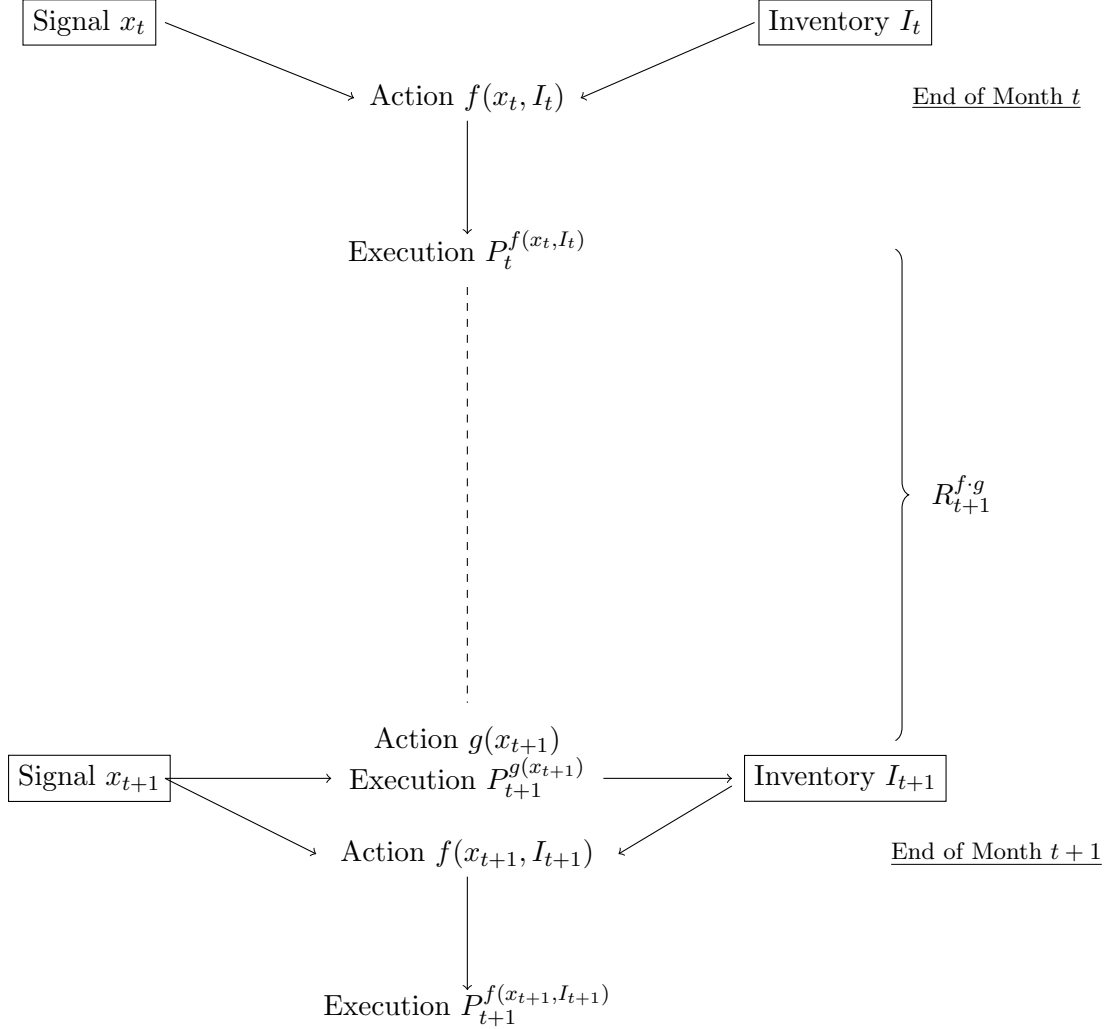 Signal $x_t$
Inventory $I_t$
Action $f(x_t, I_t)$
End of Month $t$
Execution $P_t^{f(x_t, I_t)}$
$R_{t+1}^{f \cdot g}$
Action $g(x_{t+1})$
Signal $x_{t+1}$
Execution $P_{t+1}^{g(x_{t+1})}$
Inventory $I_{t+1}$
Action $f(x_{t+1}, I_{t+1})$
End of Month $t + 1$
Execution $P_{t+1}^{f(x_{t+1}, I_{t+1})}$